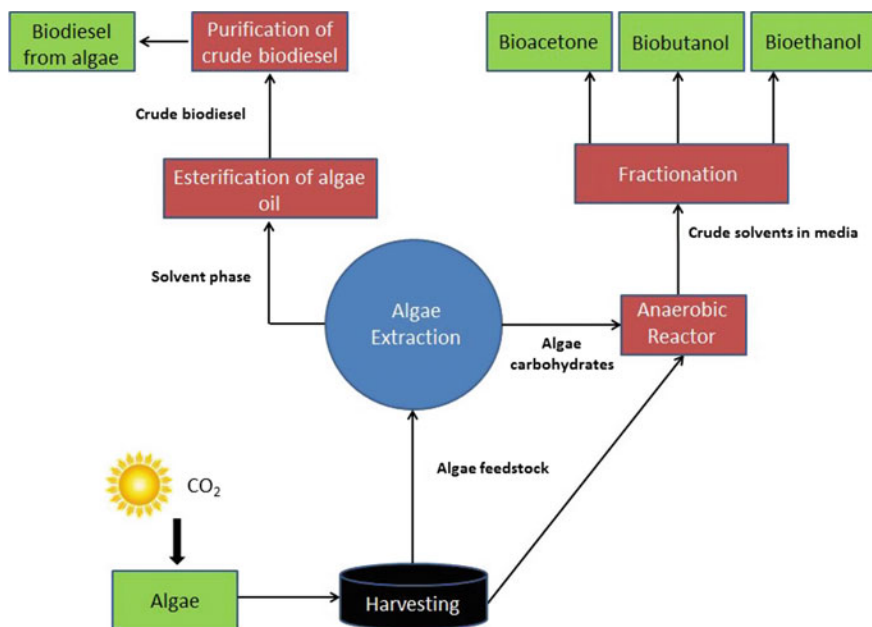 Biodiesel
from algae
Purification of
crude biodiesel
Bioacetone
Biobutanol
Bioethanol
Crude biodiesel
Esterification of algae
oil
Fractionation
Crude solvents in media
Solvent phase
Algae
Extraction
Anaerobic
Reactor
Algae
carbohydrates
Algae feedstock
CO₂
Algae
Harvesting